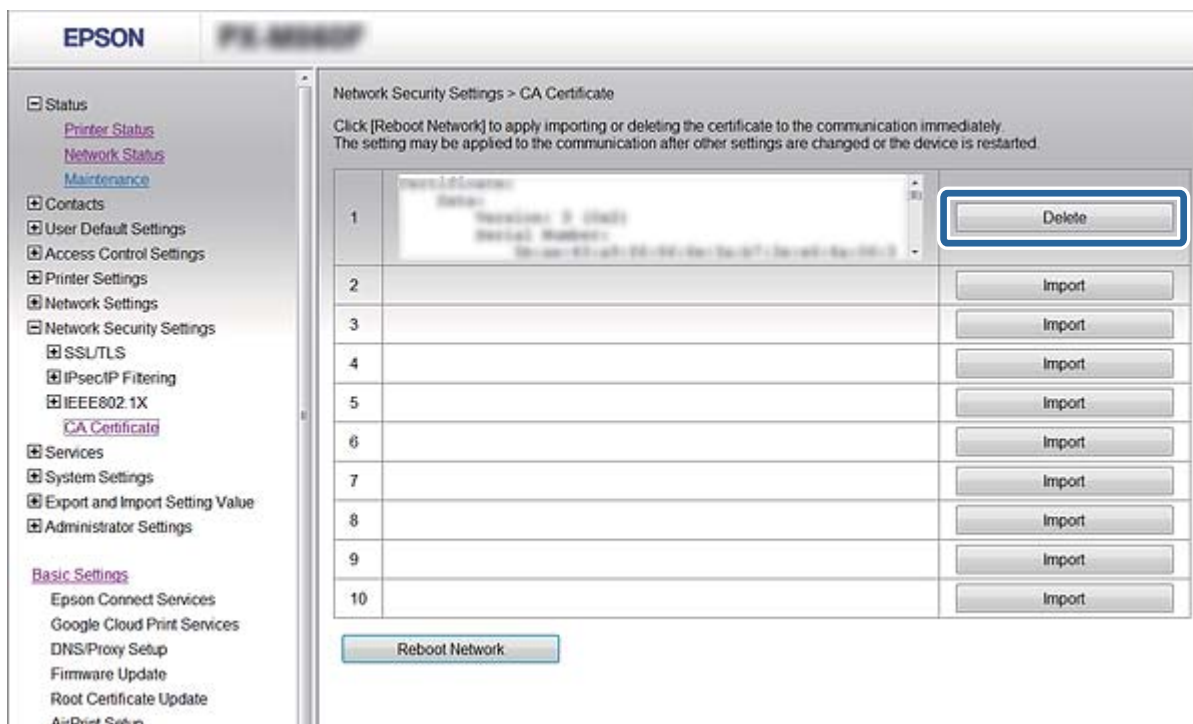 EPSON
Status
Printer Status
Network Status
Maintenance
Contacts
User Default Settings
Access Control Settings
Printer Settings
Network Settings
Network Security Settings
SSL/TLS
IPsec/IP Filtering
IEEE802.1X
CA Certificate
Services
System Settings
Export and Import Setting Value
Administrator Settings
Basic Settings
Epson Connect Services
Google Cloud Print Services
DNS/Proxy Setup
Firmware Update
Root Certificate Update
AirPrint Setup
Network Security Settings > CA Certificate
Click [Reboot Network] to apply importing or deleting the certificate to the communication immediately.
The setting may be applied to the communication after other settings are changed or the device is restarted.
1 Delete
2 Import
3 Import
4 Import
5 Import
6 Import
7 Import
8 Import
9 Import
10 Import
Reboot Network